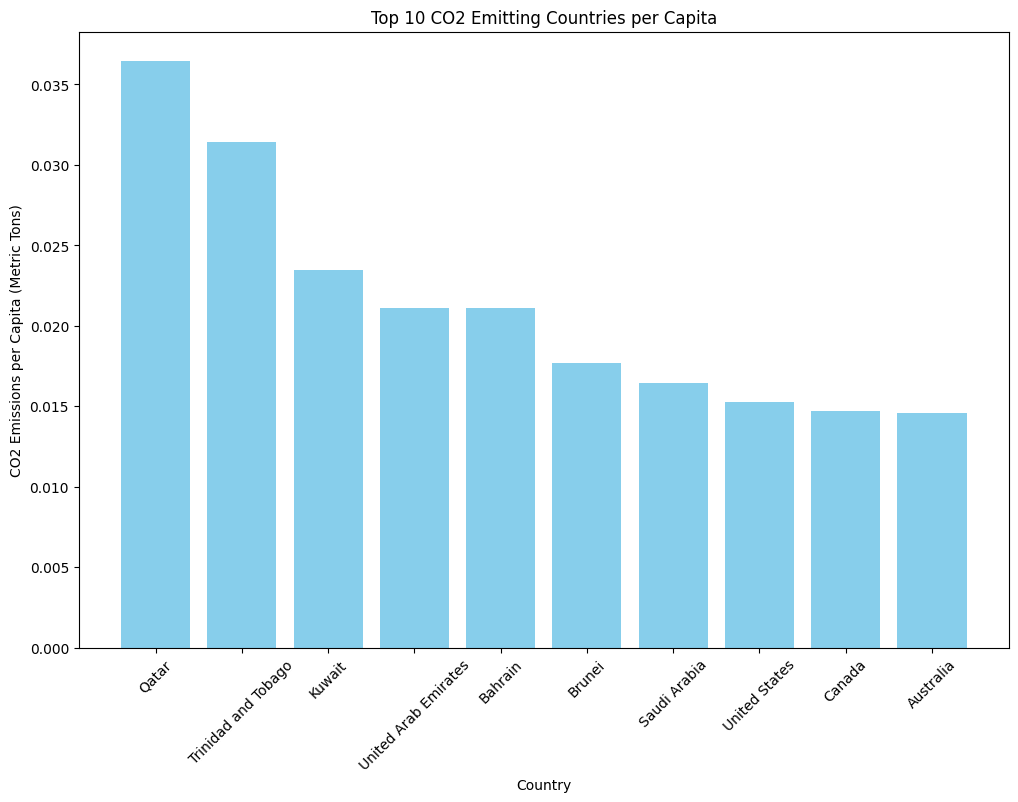 Top 10 CO2 Emitting Countries per Capita
CO2 Emissions per Capita (Metric Tons)
0.035
0.030
0.025
0.020
0.015
0.010
0.005
0.000
Qatar
Trinidad and Tobago
Kuwait
United Arab Emirates
Bahrain
Brunei
Saudi Arabia
United States
Canada
Australia
Country